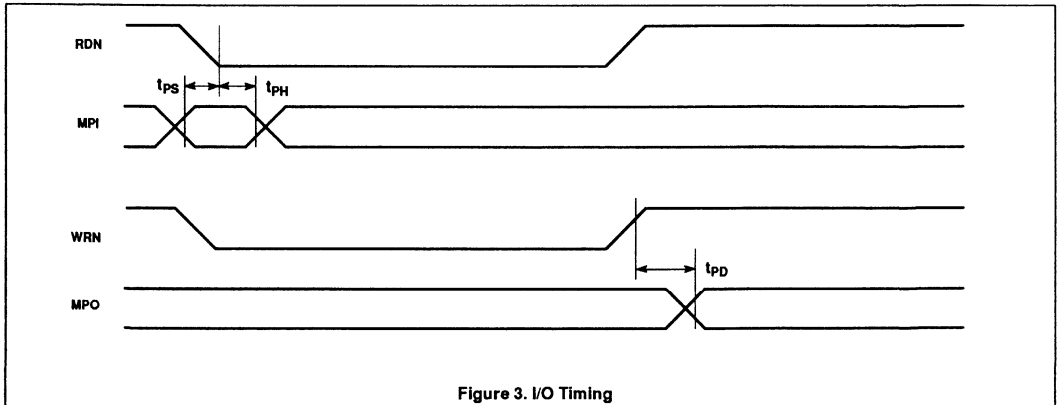 RDN
tPS
tPH
MPI
WRN
tPD
MPO
Figure 3. I/O Timing